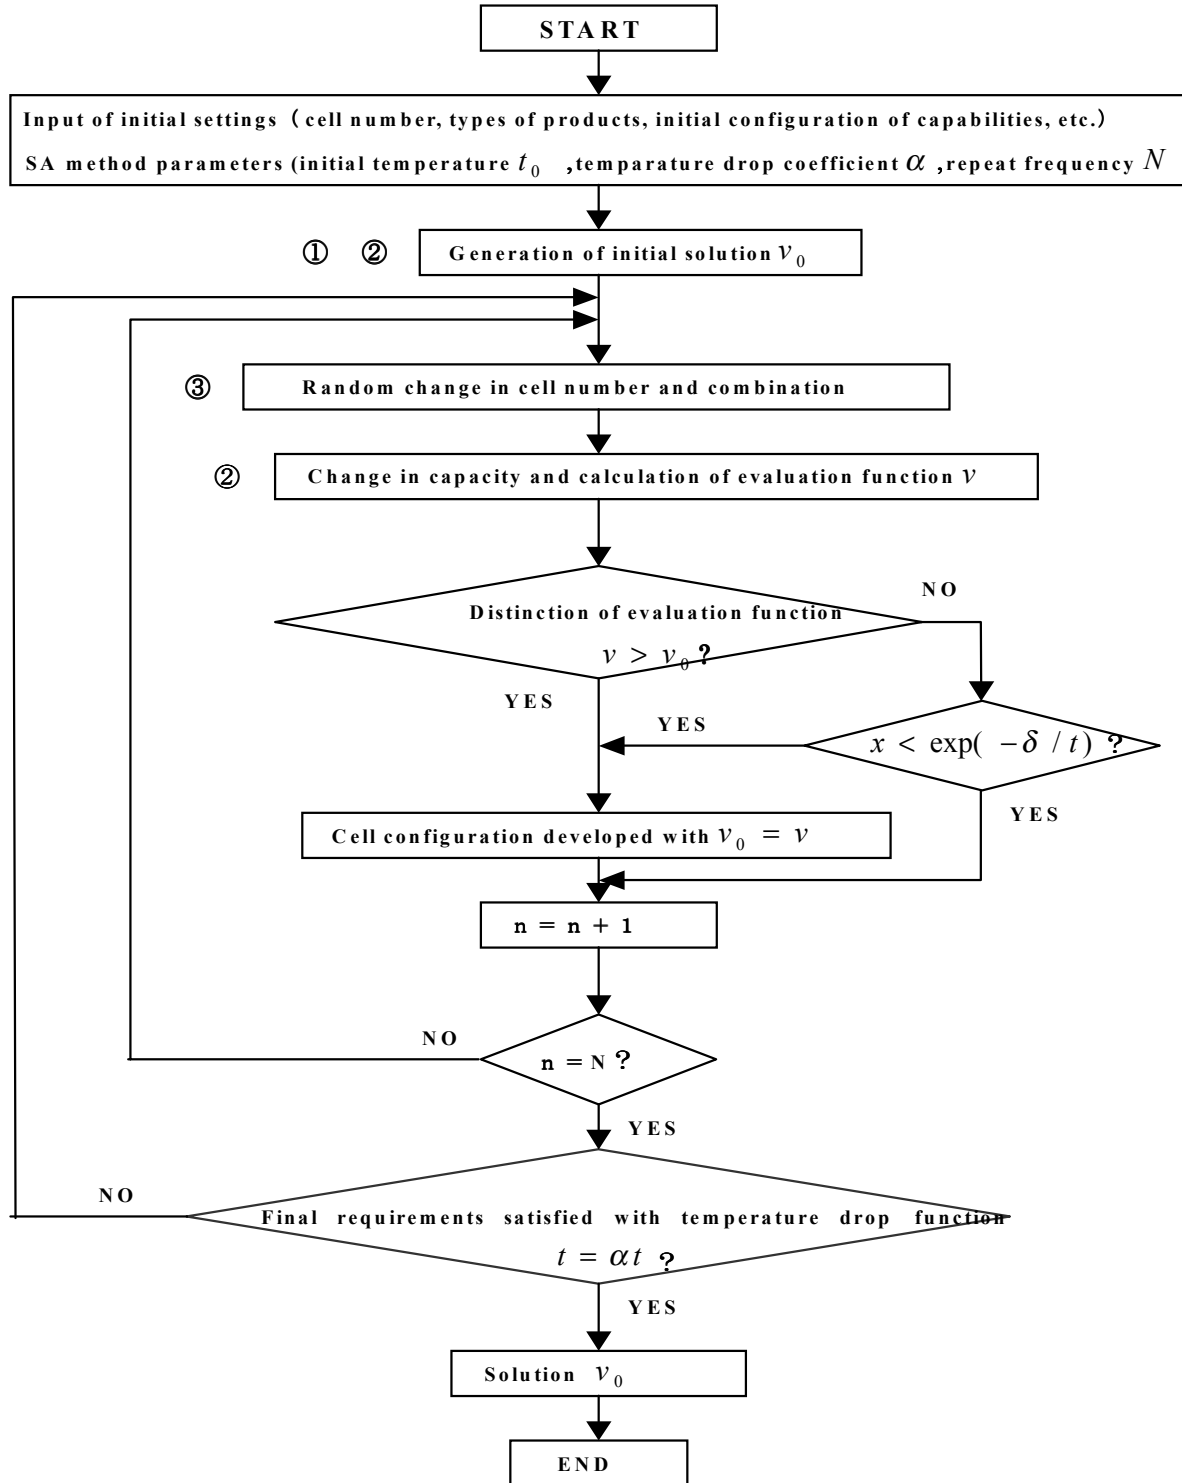 START
Input of initial settings（cell number, types of products, initial configuration of capabilities, etc.）
SA method parameters (initial temperature t₀ ,temparature drop coefficient α ,repeat frequency N
① ② Generation of initial solution v₀
③ Random change in cell number and combination
② Change in capacity and calculation of evaluation function v
NO
Distinction of evaluation function
v > v₀ ?
YES
YES
x < exp( −δ / t) ?
YES
Cell configuration developed with v₀ = v
n = n + 1
NO
n = N ?
YES
NO
Final requirements satisfied with temperature drop function
t = αt ?
YES
Solution v₀
END